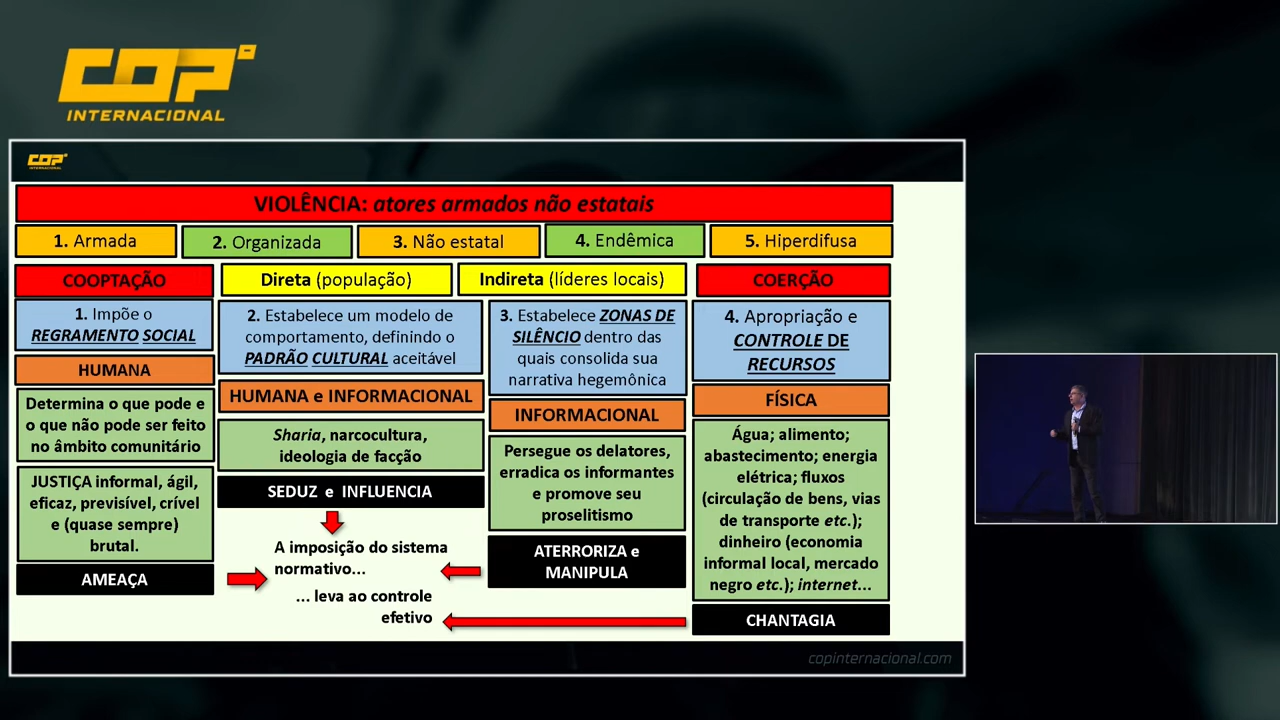 COP
INTERNACIONAL
COP
INTERNACIONAL
VIOLÊNCIA: atores armados não estatais
1. Armada
2. Organizada
3. Não estatal
4. Endêmica
5. Hiperdifusa
COOPTAÇÃO
Direta (população)
Indireta (líderes locais)
COERÇÃO
1. Impõe o
REGRAMENTO SOCIAL
HUMANA
Determina o que pode e
o que não pode ser feito
no âmbito comunitário
JUSTIÇA informal, ágil,
eficaz, previsível, crível
e (quase sempre)
brutal.
AMEAÇA
2. Estabelece um modelo de
comportamento, definindo o
PADRÃO CULTURAL aceitável
HUMANA e INFORMACIONAL
Sharia, narcocultura,
ideologia de facção
SEDUZ e INFLUENCIA
A imposição do sistema
normativo...
... leva ao controle
efetivo
3. Estabelece ZONAS DE
SILÊNCIO dentro das
quais consolida sua
narrativa hegemônica
INFORMACIONAL
Persegue os delatores,
erradica os informantes
e promove seu
proselitismo
ATERRORIZA e
MANIPULA
4. Apropriação e
CONTROLE DE
RECURSOS
FÍSICA
Água; alimento;
abastecimento; energia
elétrica; fluxos
(circulação de bens, vias
de transporte etc.);
dinheiro (economia
informal local, mercado
negro etc.); internet...
CHANTAGIA
copinternacional.com